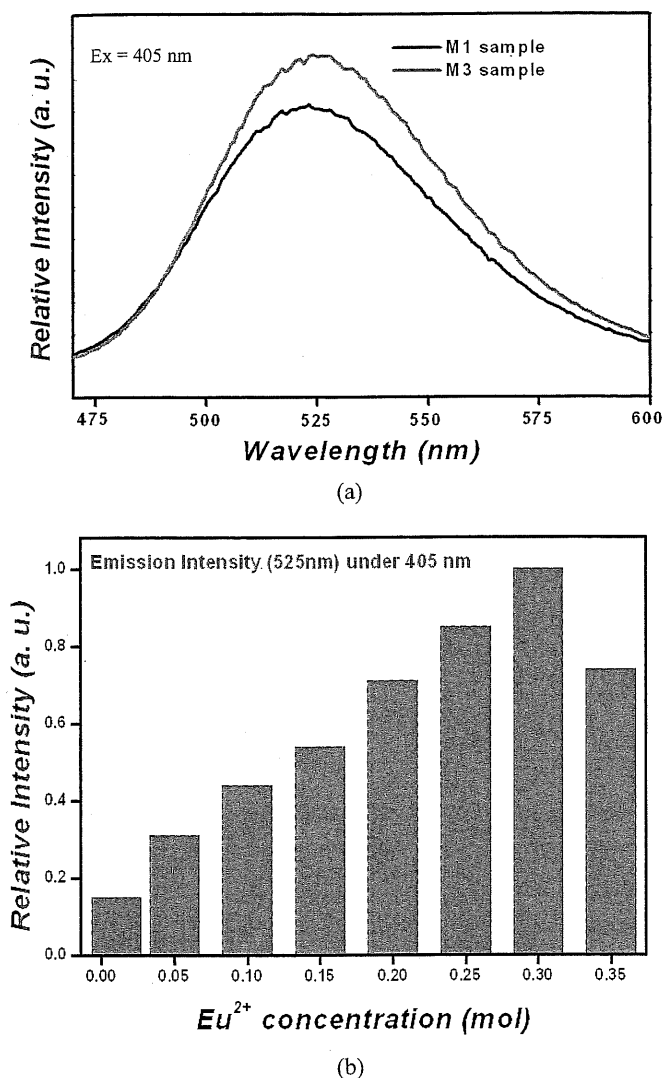 Ex = 405 nm
M1 sample
M3 sample
Relative Intensity (a. u.)
475 500 525 550 575 600
Wavelength (nm)
(a)
Emission Intensity (525nm) under 405 nm
1.0
0.8
0.6
0.4
0.2
0.0
Relative Intensity (a. u.)
0.00 0.05 0.10 0.15 0.20 0.25 0.30 0.35
Eu²⁺ concentration (mol)
(b)